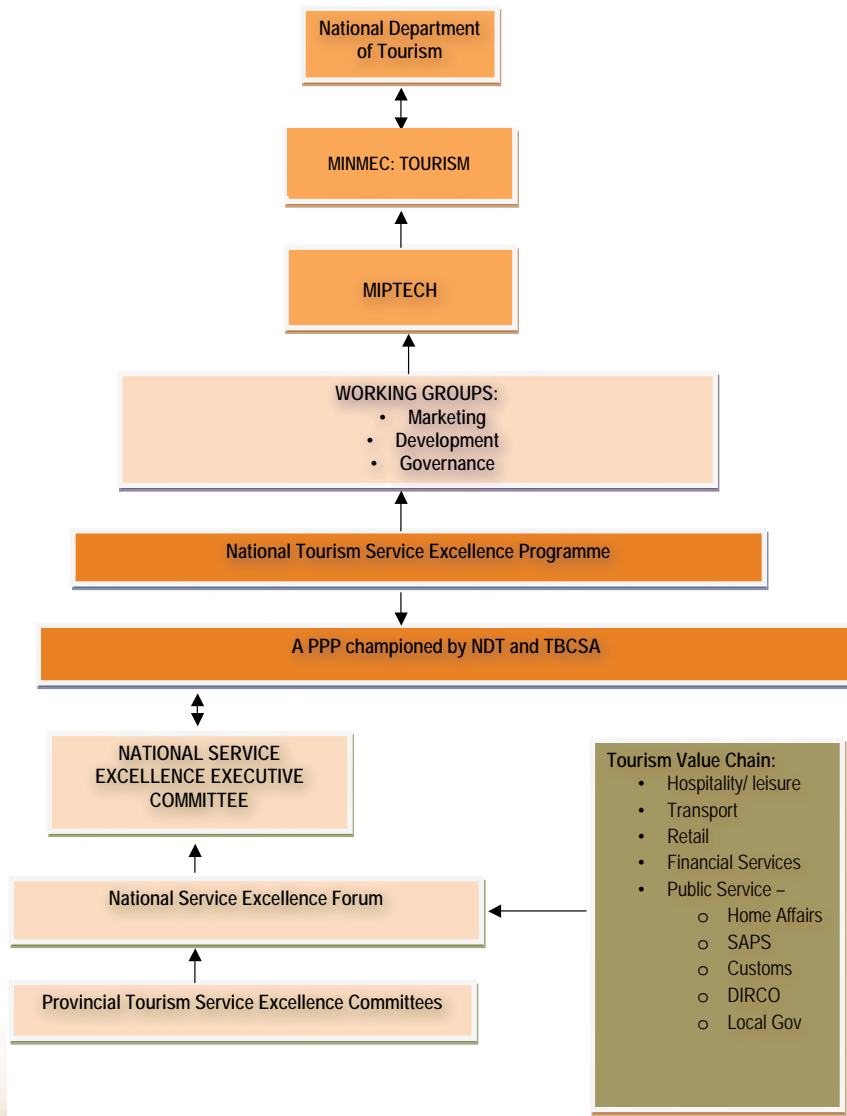 National Department
of Tourism
MINMEC: TOURISM
MIPTECH
WORKING GROUPS:
• Marketing
• Development
• Governance
National Tourism Service Excellence Programme
A PPP championed by NDT and TBCSA
NATIONAL SERVICE
EXCELLENCE EXECUTIVE
COMMITTEE
National Service Excellence Forum
Provincial Tourism Service Excellence Committees
Tourism Value Chain:
• Hospitality/ leisure
• Transport
• Retail
• Financial Services
• Public Service –
o Home Affairs
o SAPS
o Customs
o DIRCO
o Local Gov